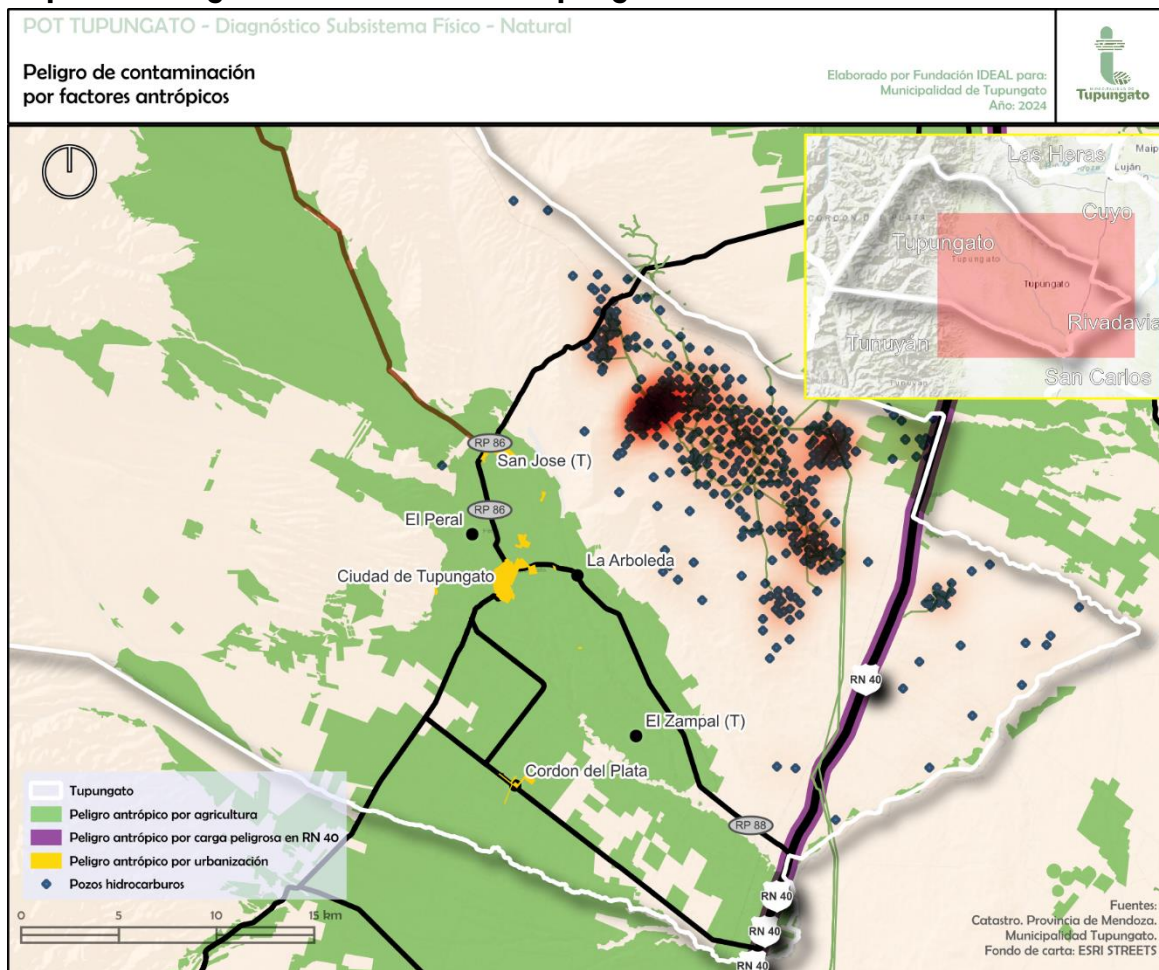 POT TUPUNGATO - Diagnóstico Subsistema Físico - Natural
Peligro de contaminación
por factores antrópicos
Elaborado por Fundación IDEAL para:
Municipalidad de Tupungato
Año: 2024
Tupungato
Las Heras
Maip
Luján
CORDON DEL PLATA
Cuyo
Tupungato
Tupungato
Tupungato
Rivadavia
Tunuyán
Tunuyán
San Carlos
RP 86
San Jose (T)
RP 86
El Peral
La Arboleda
Ciudad de Tupungato
RN 40
El Zampal (T)
Cordon del Plata
RP 88
RN 40
RN 40
RN 40
Tupungato
Peligro antrópico por agricultura
Peligro antrópico por carga peligrosa en RN 40
Peligro antrópico por urbanización
Pozos hidrocarburos
0 5 10 15 km
Fuentes:
Catastro. Provincia de Mendoza.
Municipalidad Tupungato.
Fondo de carta: ESRI STREETS